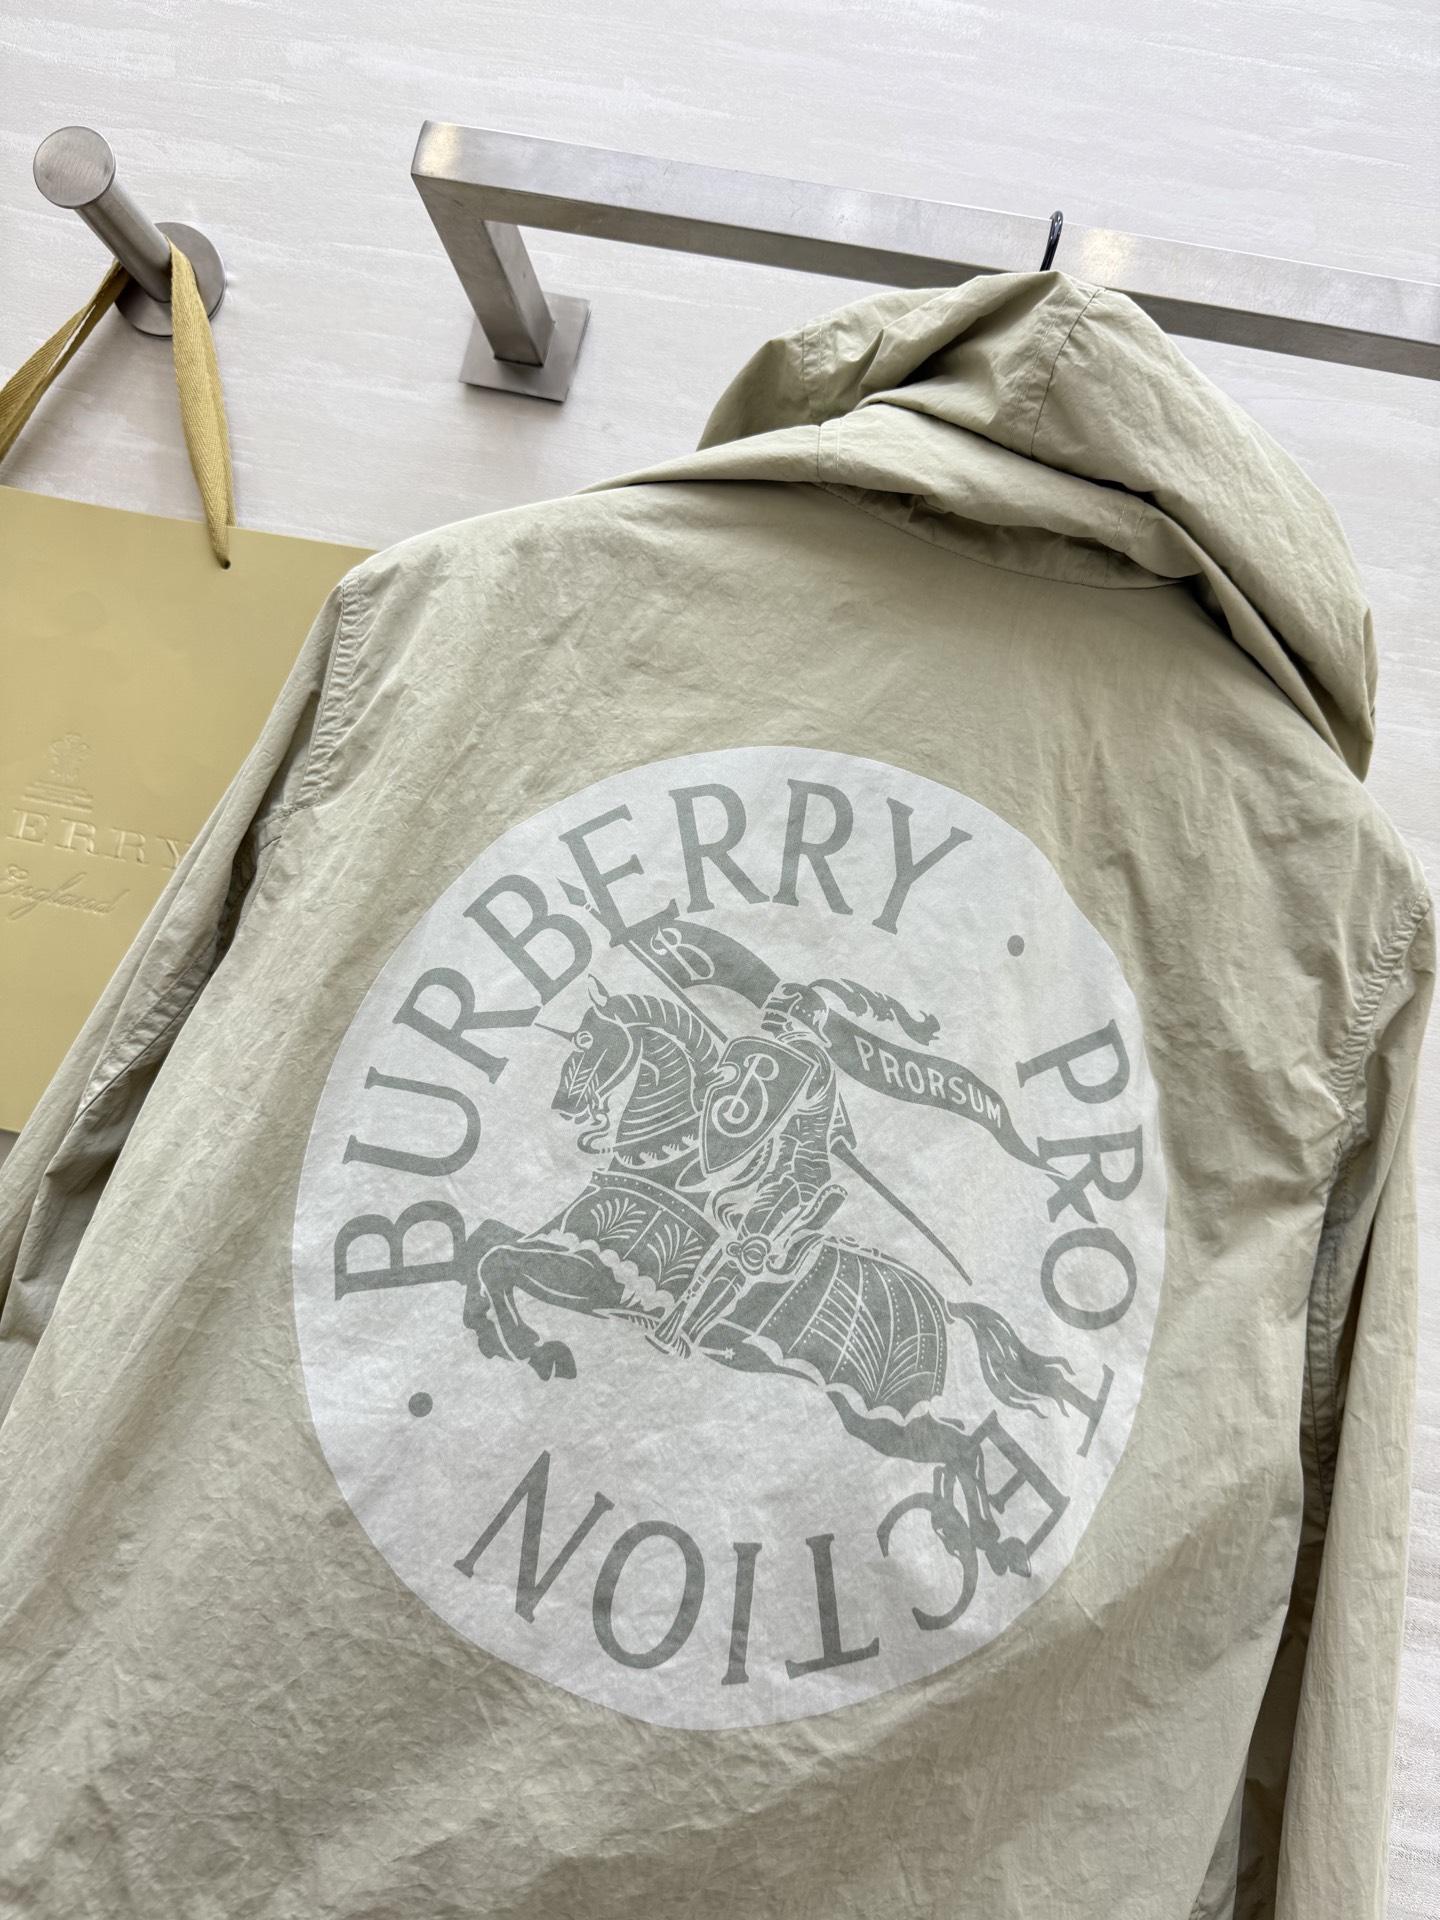 BURBERRY · PROTECTION ·
B
PRORSUM
B
ERRY
England